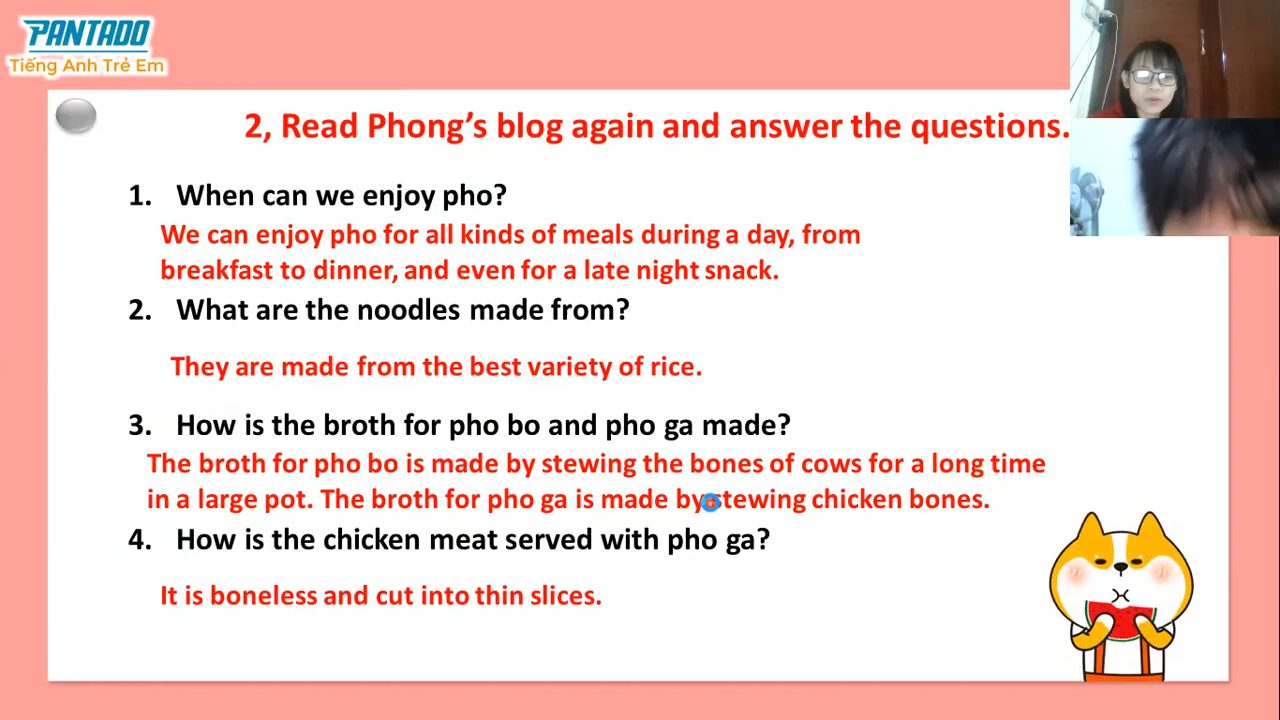 PANTADO
Tiếng Anh Trẻ Em
2, Read Phong's blog again and answer the questions.
1. When can we enjoy pho?
We can enjoy pho for all kinds of meals during a day, from
breakfast to dinner, and even for a late night snack.
2. What are the noodles made from?
They are made from the best variety of rice.
3. How is the broth for pho bo and pho ga made?
The broth for pho bo is made by stewing the bones of cows for a long time
in a large pot. The broth for pho ga is made by stewing chicken bones.
4. How is the chicken meat served with pho ga?
It is boneless and cut into thin slices.